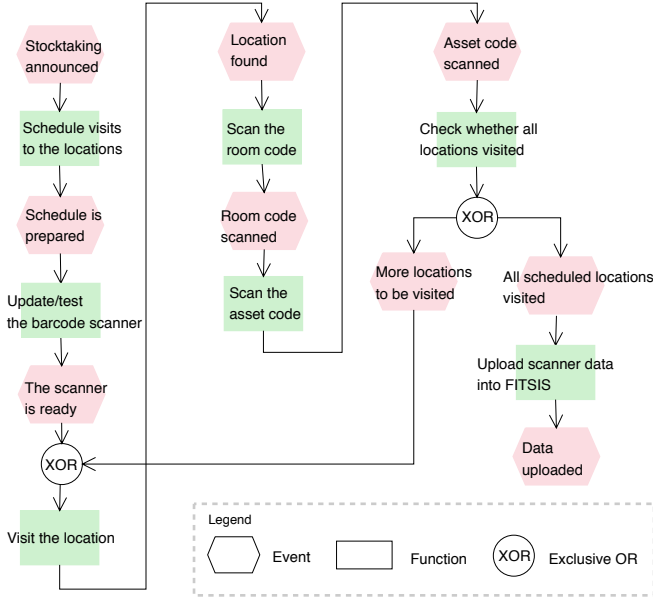 Stocktaking
announced
Schedule visits
to the locations
Schedule is
prepared
Update/test
the barcode scanner
The scanner
is ready
XOR
Visit the location
Location
found
Scan the
room code
Room code
scanned
Scan the
asset code
Asset code
scanned
Check whether all
locations visited
XOR
More locations
to be visited
All scheduled locations
visited
Upload scanner data
into FITSIS
Data
uploaded
Legend
Event
Function
XOR
Exclusive OR